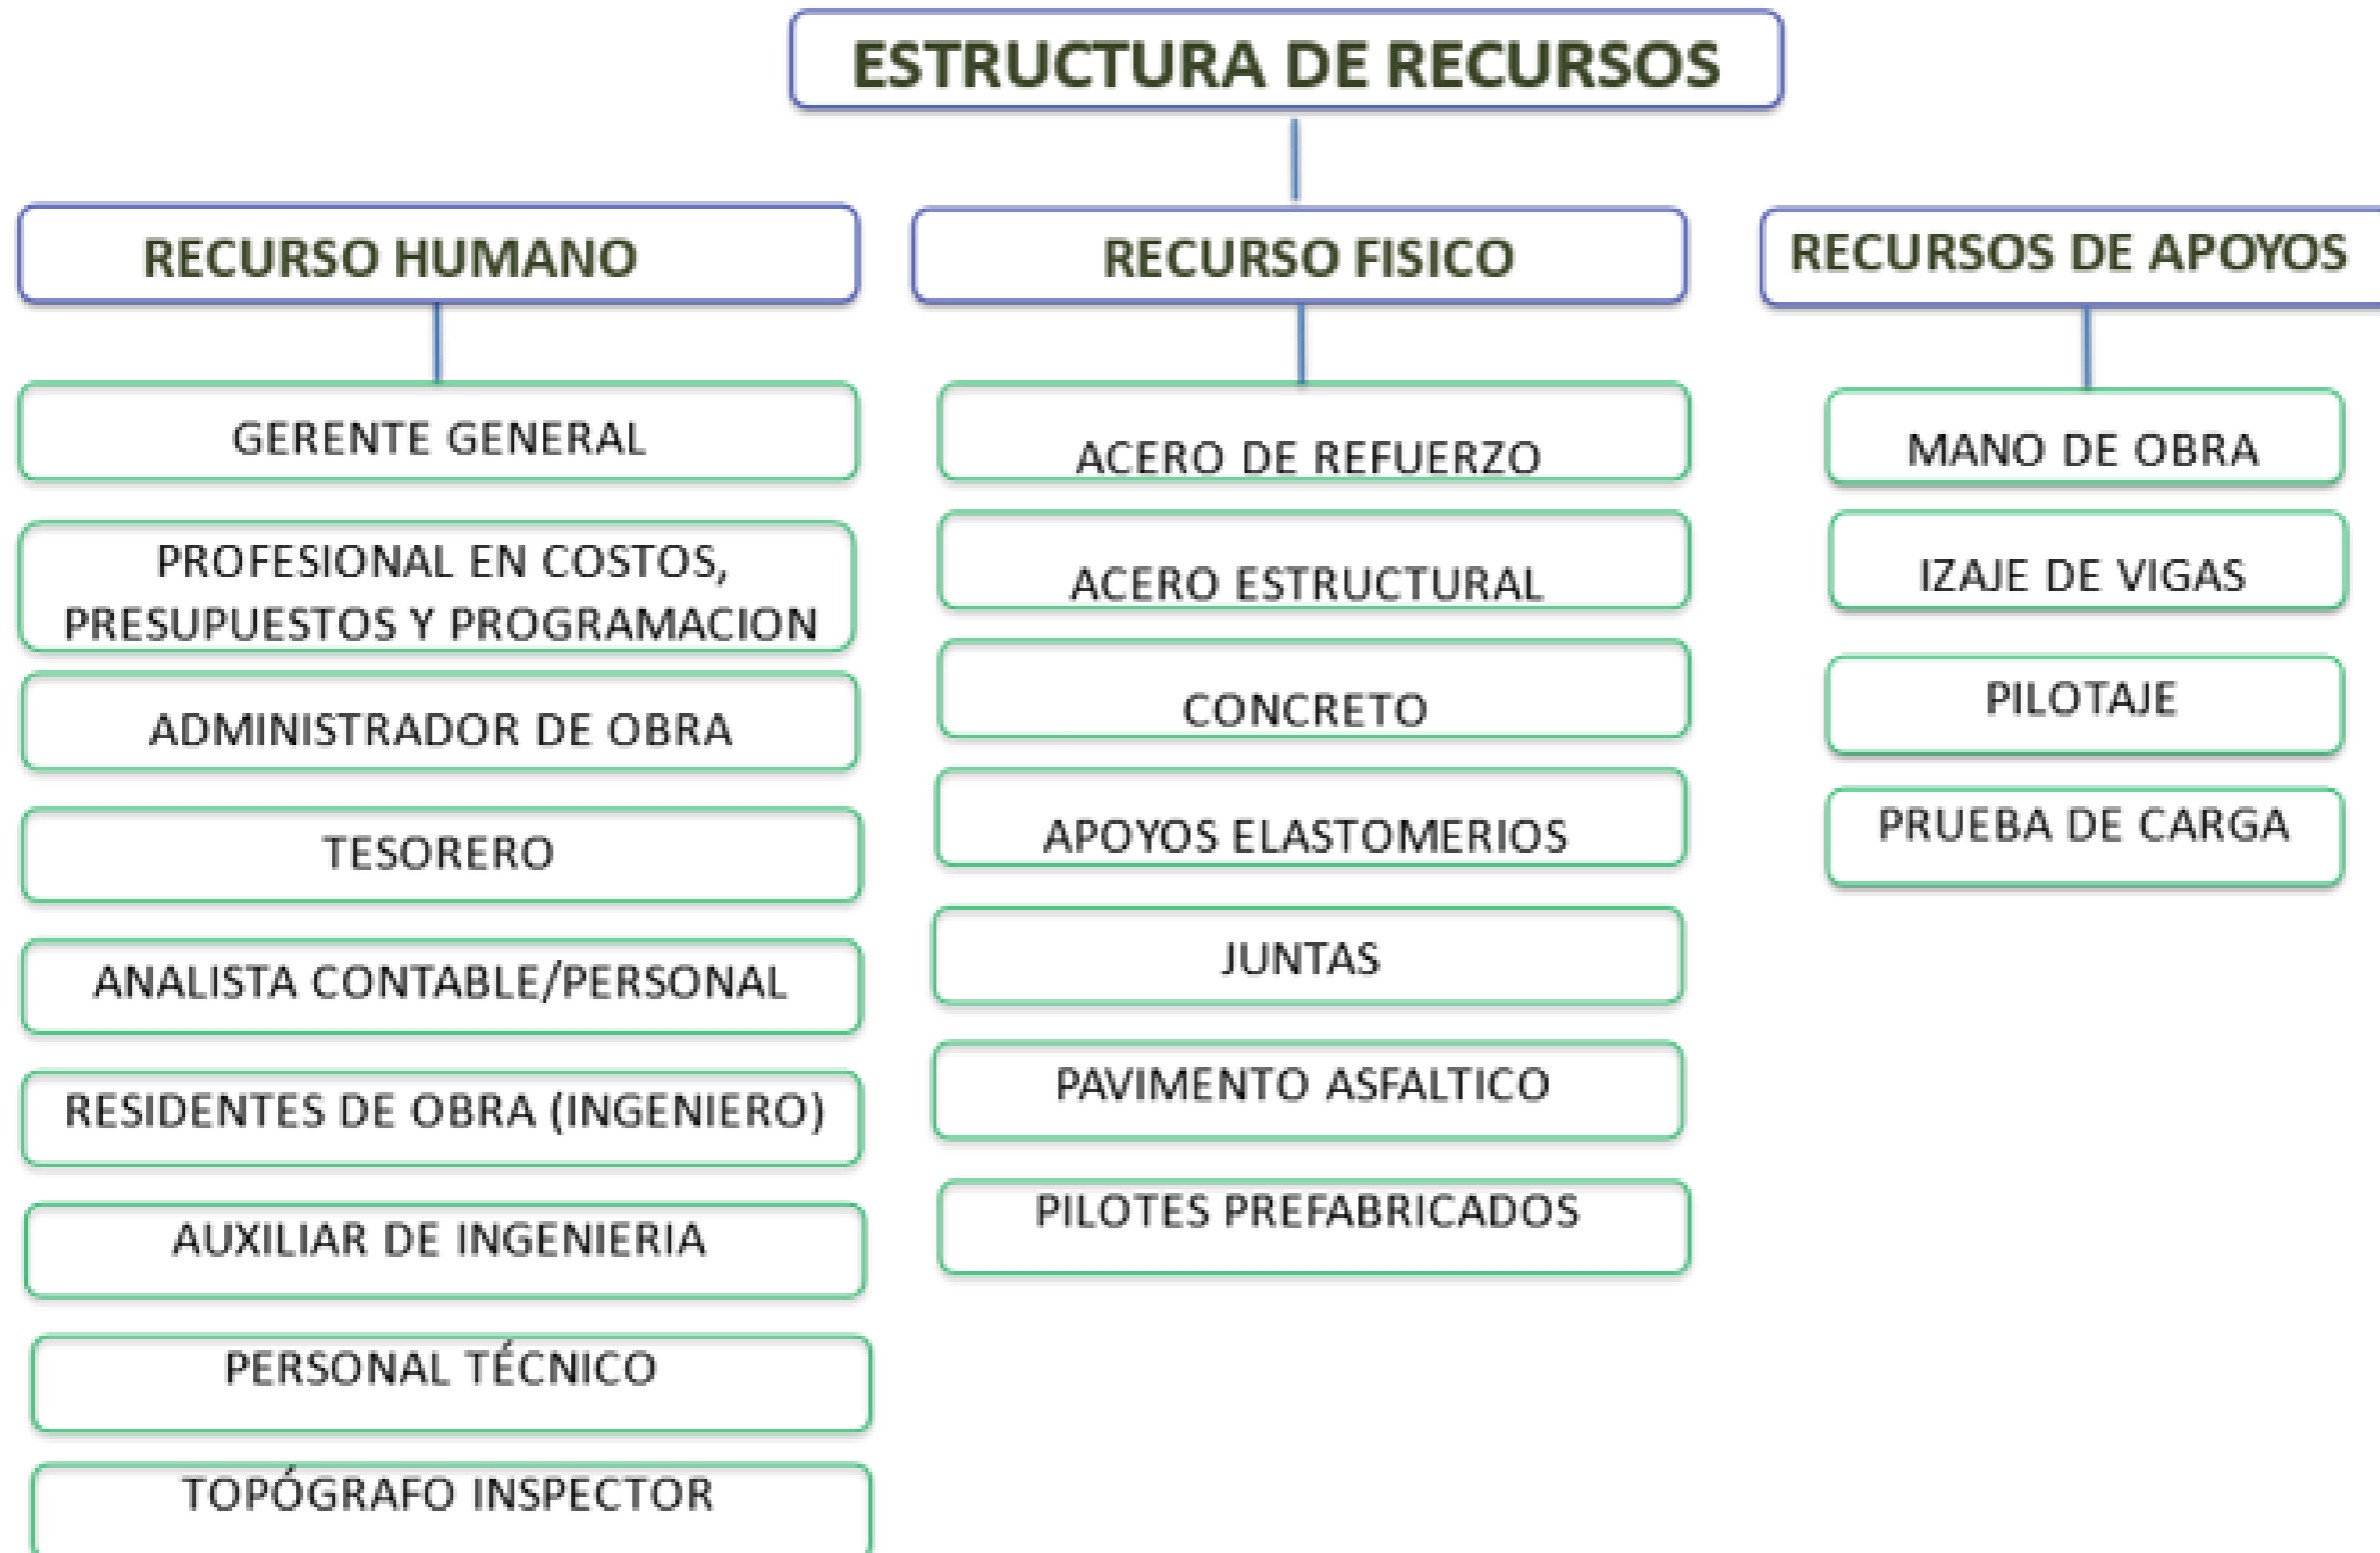 ESTRUCTURA DE RECURSOS
RECURSO HUMANO
GERENTE GENERAL
PROFESIONAL EN COSTOS,
PRESUPUESTOS Y PROGRAMACION
ADMINISTRADOR DE OBRA
TESORERO
ANALISTA CONTABLE/PERSONAL
RESIDENTES DE OBRA (INGENIERO)
AUXILIAR DE INGENIERIA
PERSONAL TÉCNICO
TOPÓGRAFO INSPECTOR
RECURSO FISICO
ACERO DE REFUERZO
ACERO ESTRUCTURAL
CONCRETO
APOYOS ELASTOMERIOS
JUNTAS
PAVIMENTO ASFALTICO
PILOTES PREFABRICADOS
RECURSOS DE APOYOS
MANO DE OBRA
IZAJE DE VIGAS
PILOTAJE
PRUEBA DE CARGA